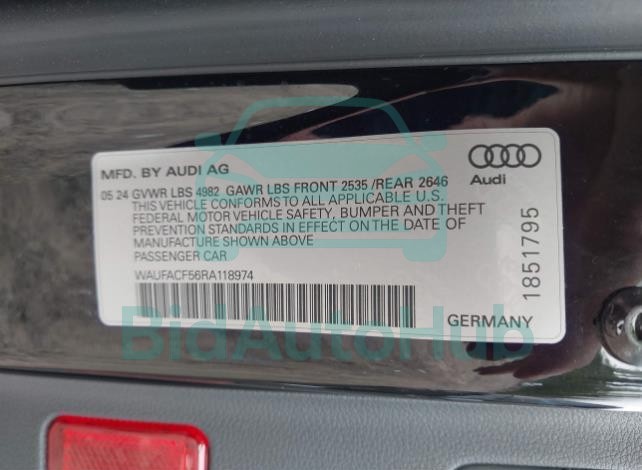 MFD. BY AUDI AG
05 24 GVWR LBS 4982 GAWR LBS FRONT 2535 /REAR 2646
THIS VEHICLE CONFORMS TO ALL APPLICABLE U.S.
FEDERAL MOTOR VEHICLE SAFETY, BUMPER AND THEFT
PREVENTION STANDARDS IN EFFECT ON THE DATE OF
MANUFACTURE SHOWN ABOVE
PASSENGER CAR
WAUFACF56RA118974
Audi
1851795
GERMANY
BidAutoHub